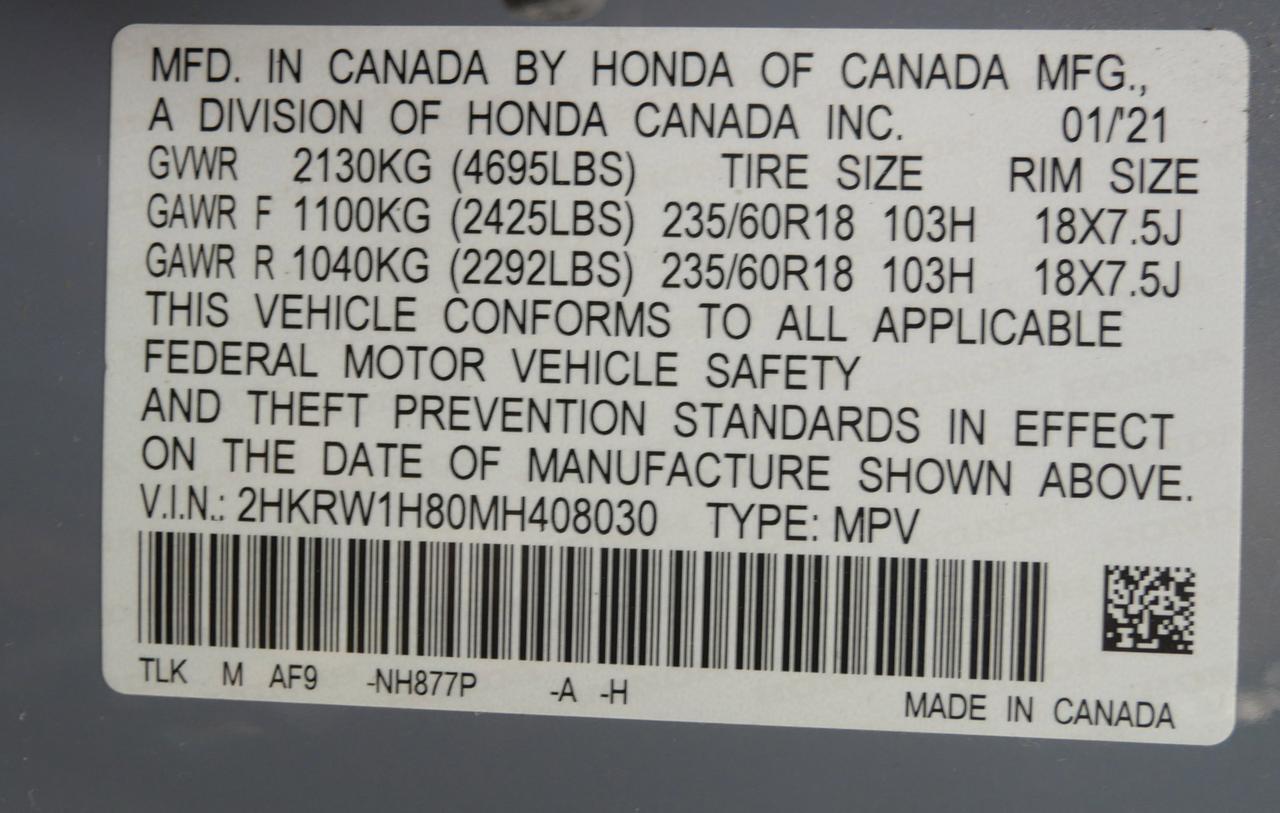 MFD. IN CANADA BY HONDA OF CANADA MFG.,
A DIVISION OF HONDA CANADA INC. 01/'21
GVWR 2130KG (4695LBS) TIRE SIZE RIM SIZE
GAWR F 1100KG (2425LBS) 235/60R18 103H 18X7.5J
GAWR R 1040KG (2292LBS) 235/60R18 103H 18X7.5J
THIS VEHICLE CONFORMS TO ALL APPLICABLE
FEDERAL MOTOR VEHICLE SAFETY
AND THEFT PREVENTION STANDARDS IN EFFECT
ON THE DATE OF MANUFACTURE SHOWN ABOVE.
V.I.N.: 2HKRW1H80MH408030 TYPE: MPV
TLK M AF9 -NH877P -A -H MADE IN CANADA